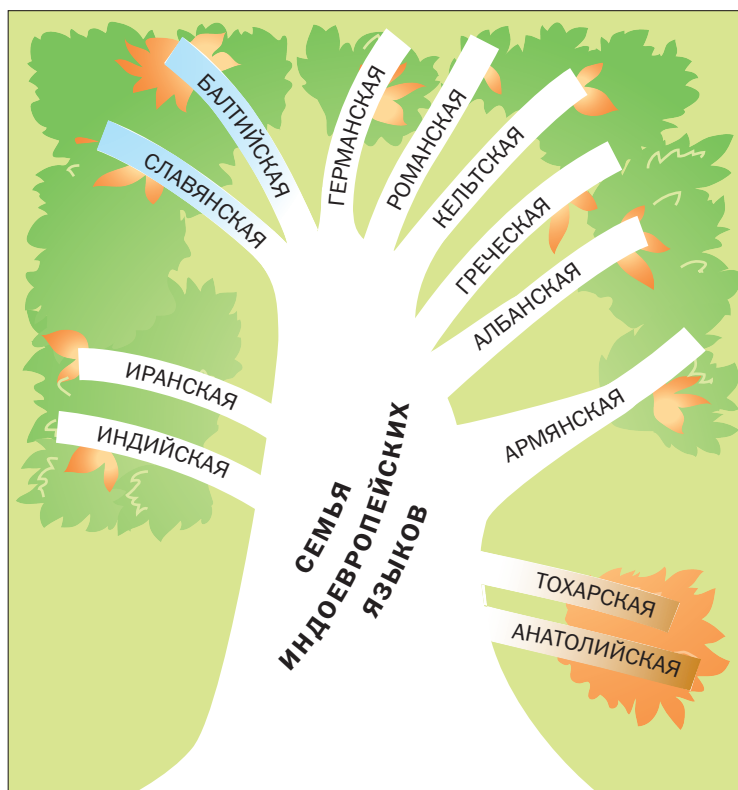 БАЛТИЙСКАЯ
СЛАВЯНСКАЯ
ГЕРМАНСКАЯ
РОМАНСКАЯ
КЕЛЬТСКАЯ
ГРЕЧЕСКАЯ
АЛБАНСКАЯ
АРМЯНСКАЯ
ИРАНСКАЯ
ИНДИЙСКАЯ
СЕМЬЯ
ИНДОЕВРОПЕЙСКИХ
ЯЗЫКОВ
ТОХАРСКАЯ
АНАТОЛИЙСКАЯ